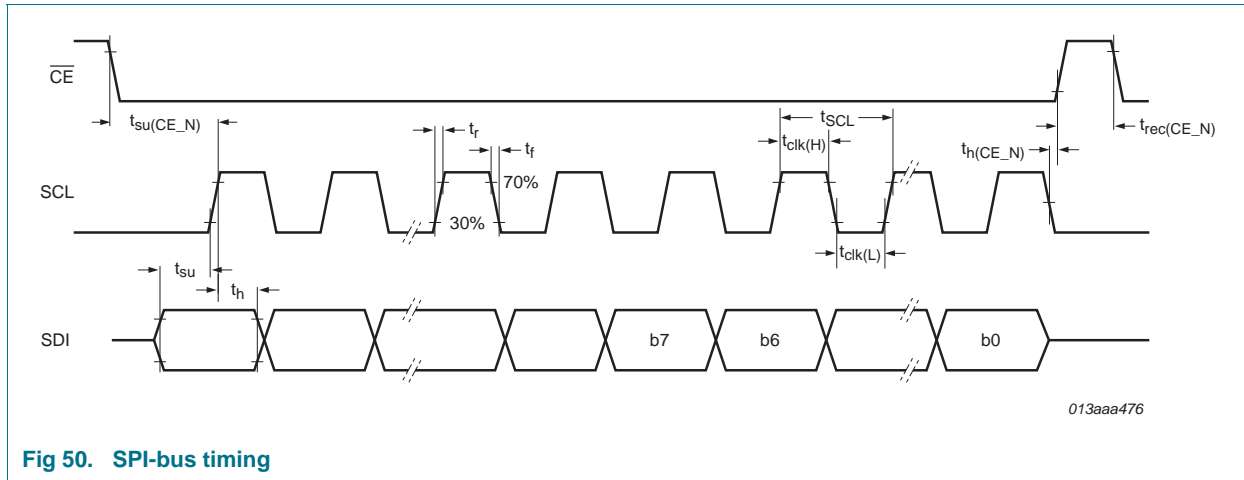 CE
tsu(CE_N)
tr
tf
tSCL
tclk(H)
th(CE_N)
trec(CE_N)
SCL
70%
30%
tclk(L)
tsu
th
SDI
b7
b6
b0
013aaa476
Fig 50. SPI-bus timing